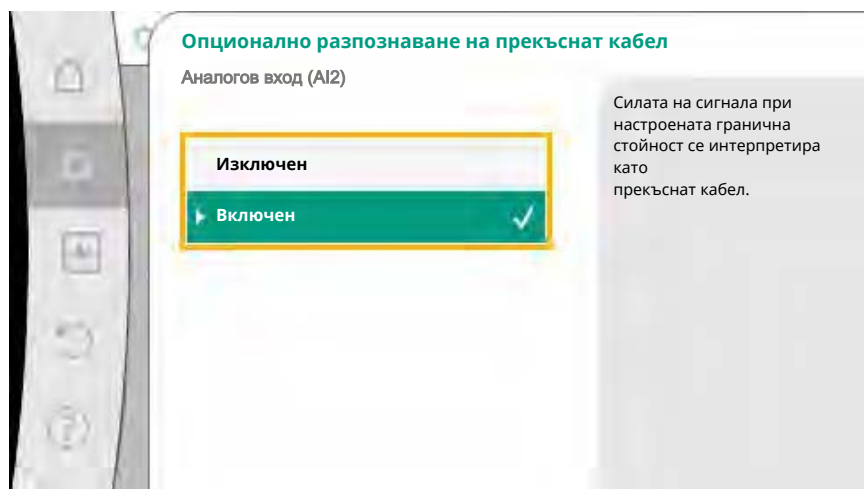 Опционално разпознаване на прекъснат кабел
Аналогов вход (AI2)
Силата на сигнала при
настроената гранична
стойност се интерпретира
като
прекъснат кабел.
Изключен
Включен